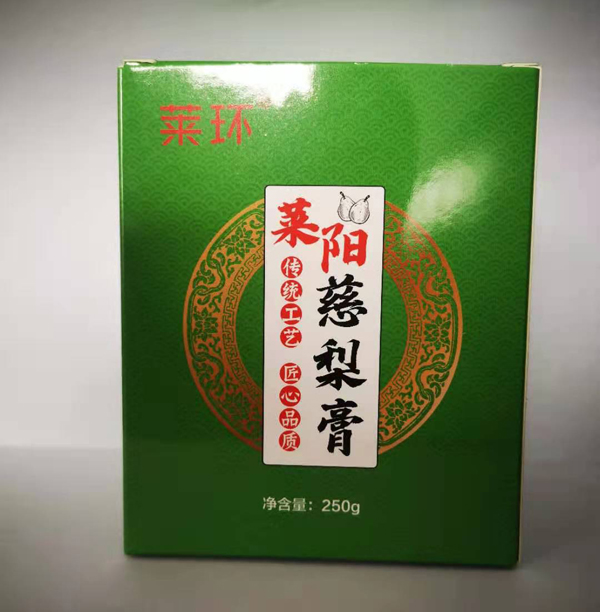 莱环
莱阳慈梨膏
传统工艺 匠心品质
净含量：250g